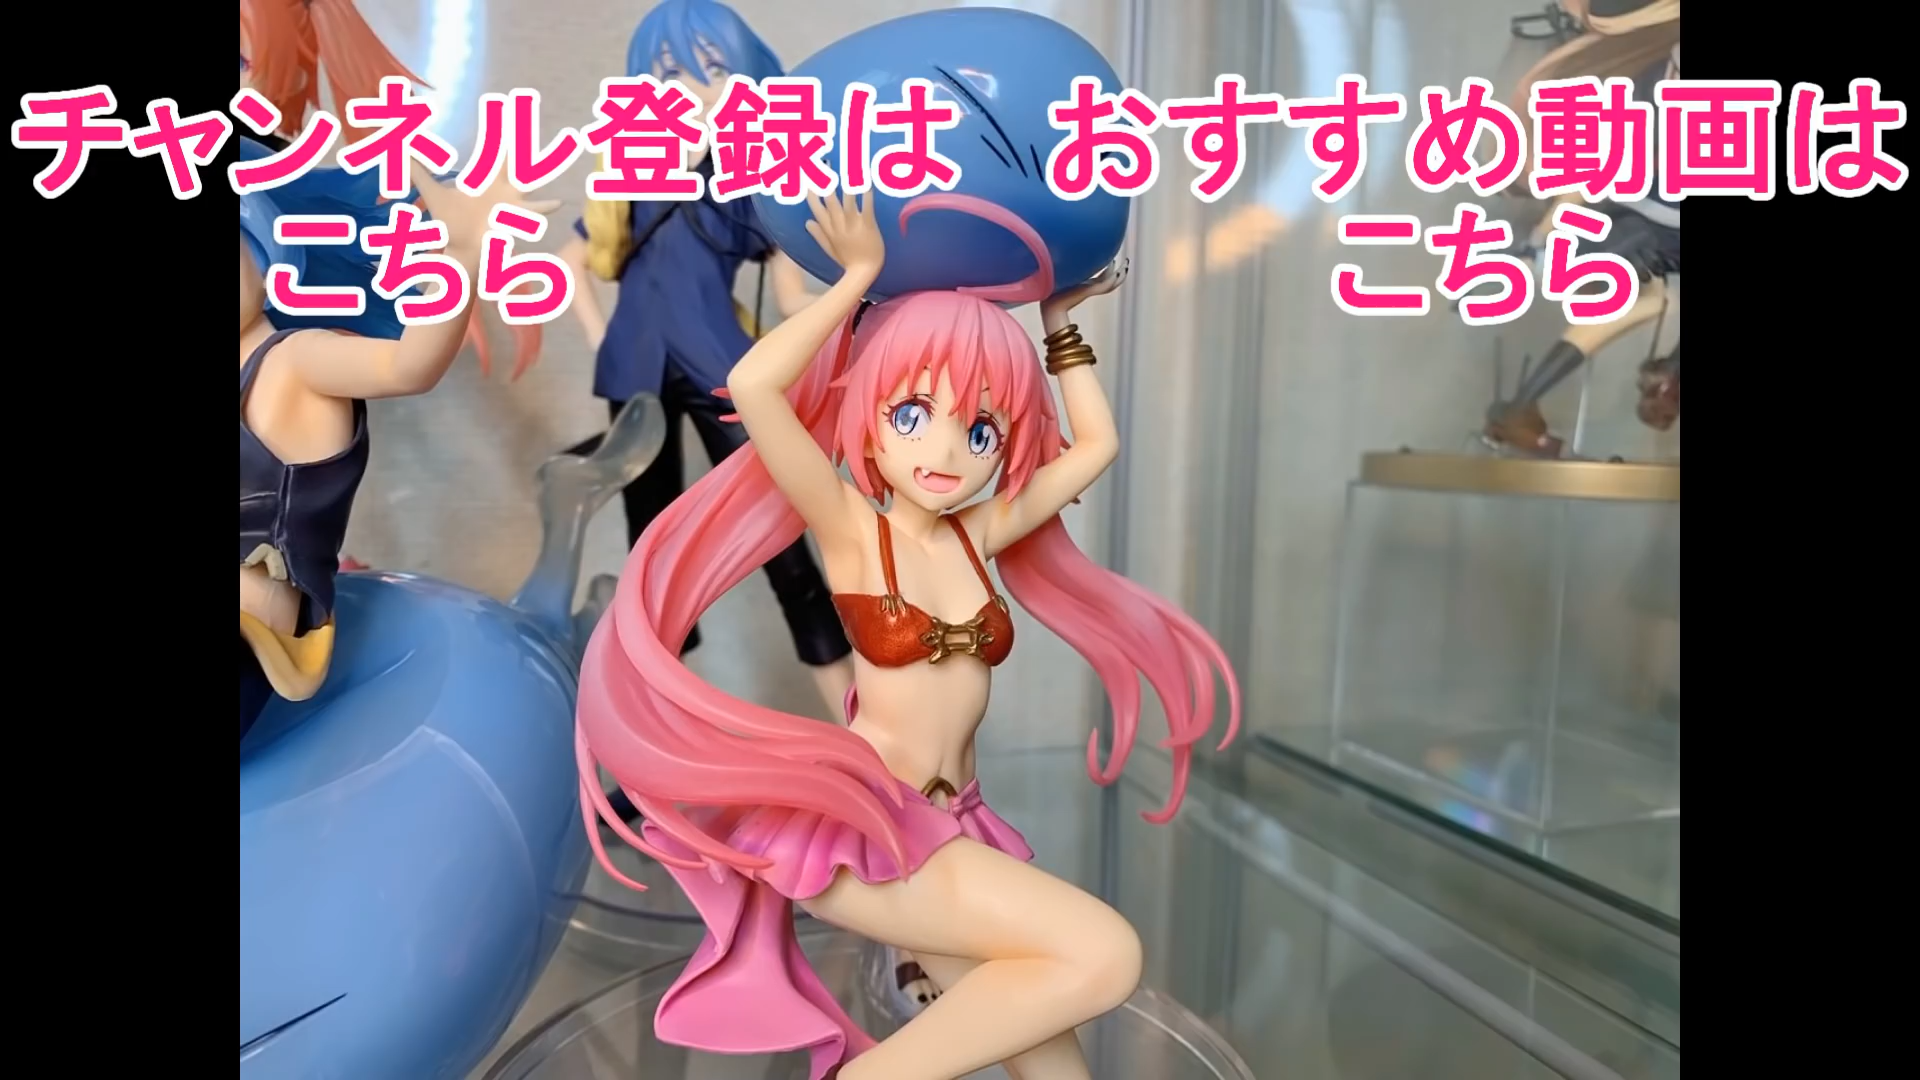 チャンネル登録は
こちら
おすすめ動画は
こちら